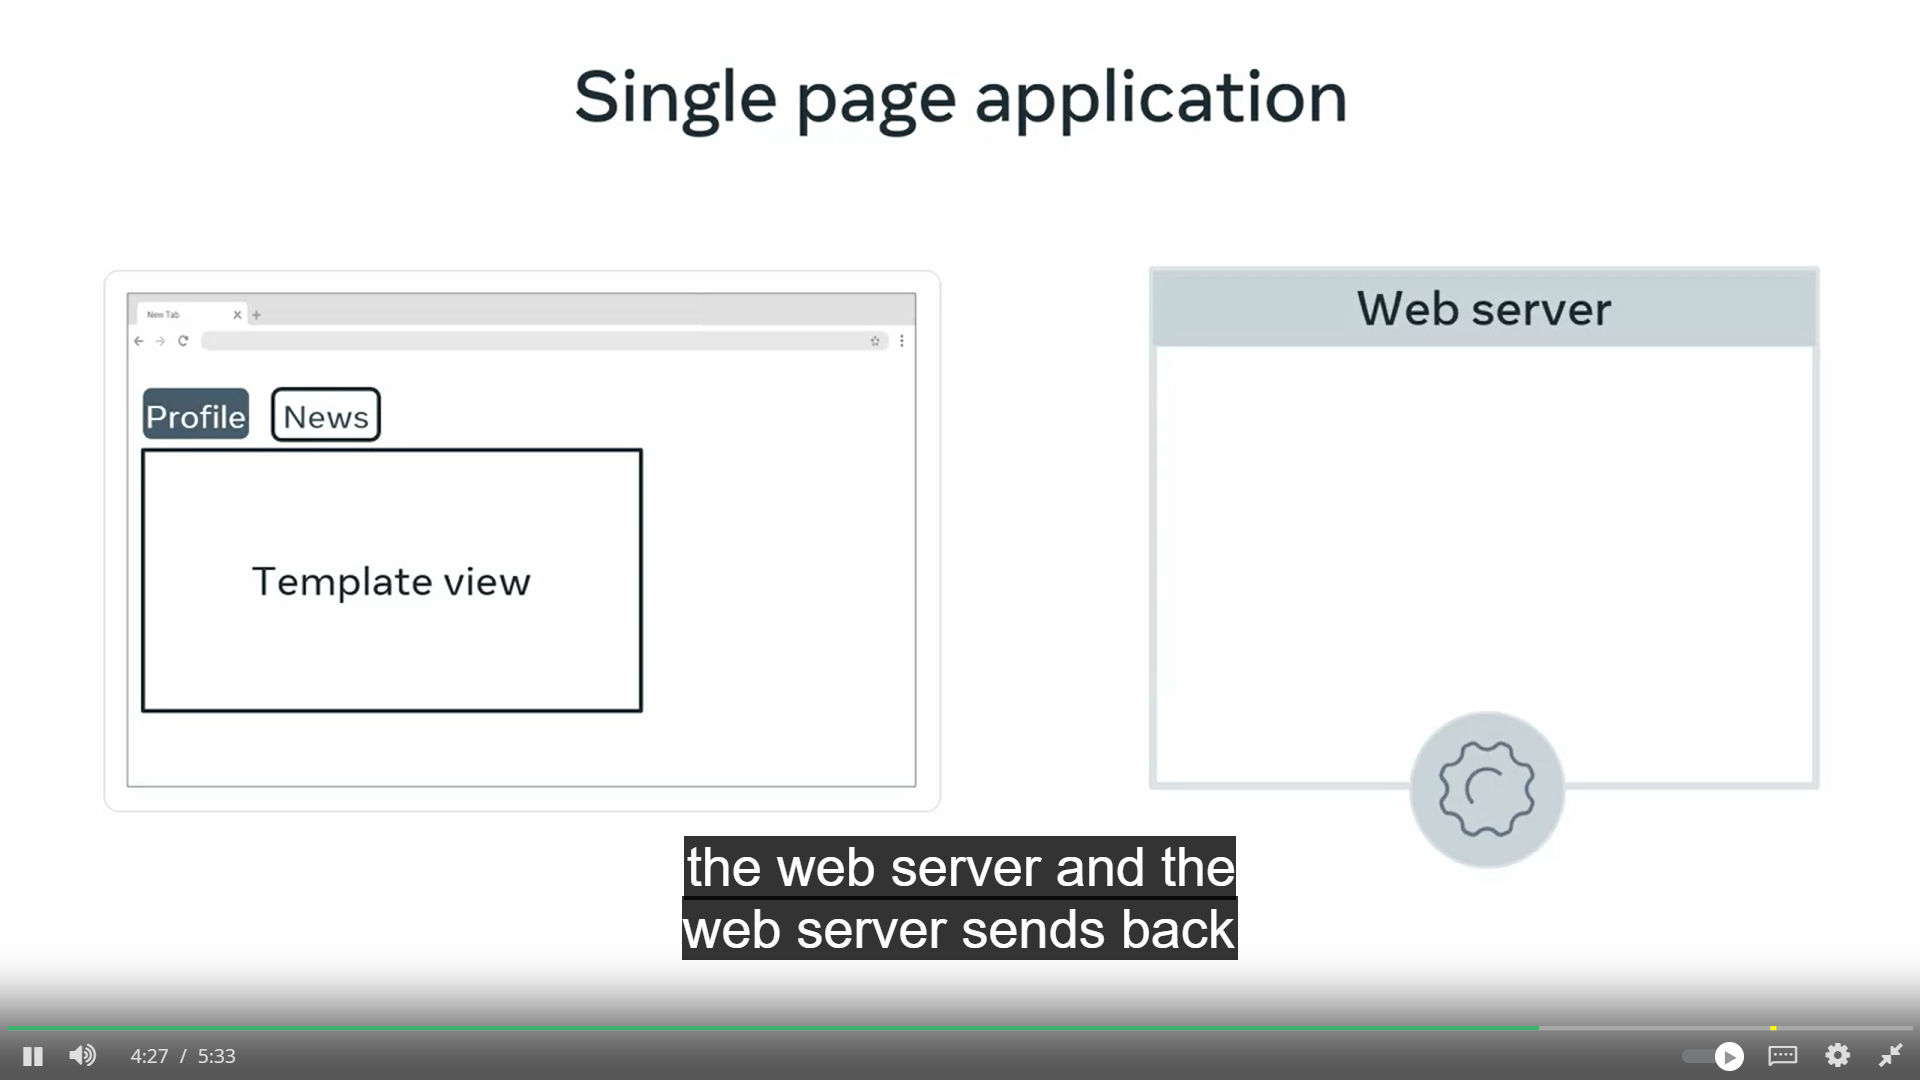 Single page application
New Tab
Web server
Profile
News
Template view
the web server and the
web server sends back
4:27 / 5:33